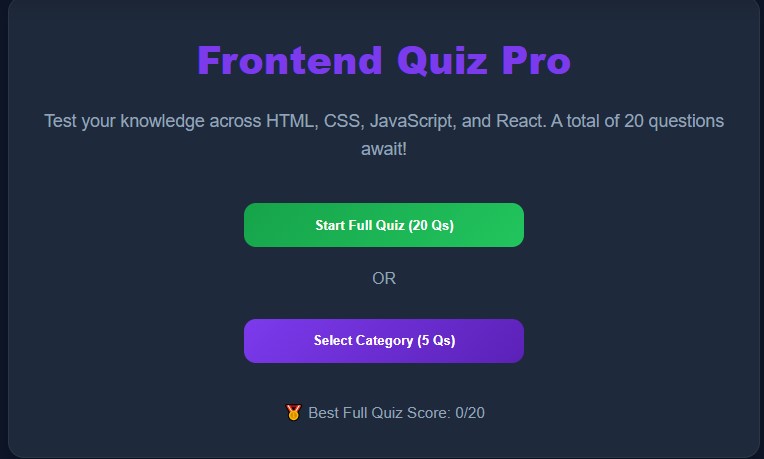 Frontend Quiz Pro
Test your knowledge across HTML, CSS, JavaScript, and React. A total of 20 questions
await!
Start Full Quiz (20 Qs)
OR
Select Category (5 Qs)
🏅 Best Full Quiz Score: 0/20